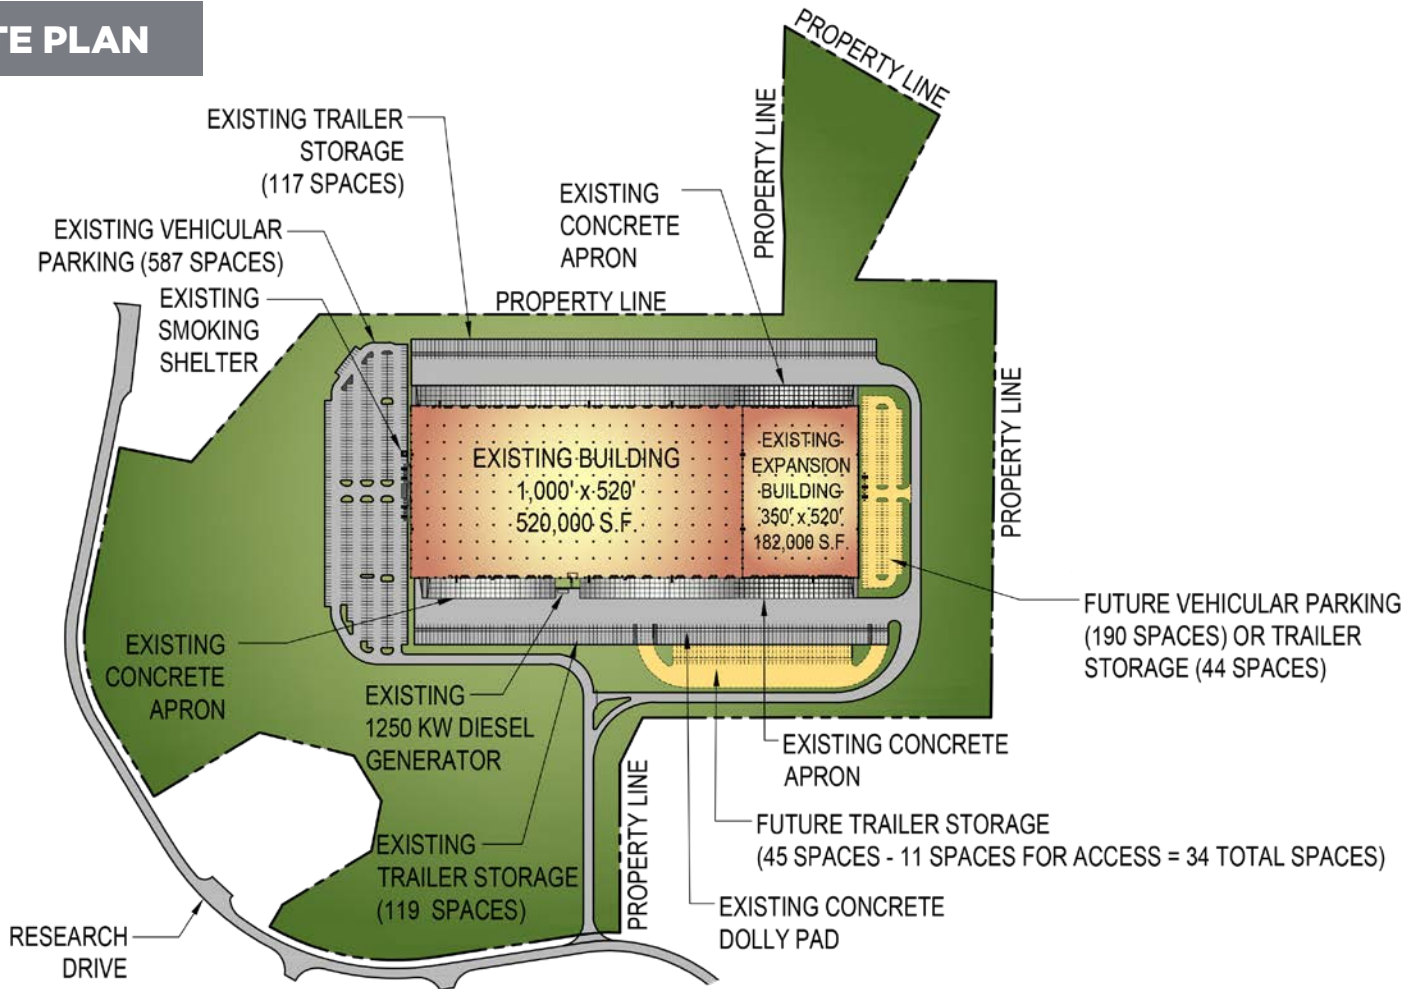 TE PLAN
PROPERTY LINE
PROPERTY LINE
EXISTING TRAILER
STORAGE
(117 SPACES)
EXISTING
CONCRETE
APRON
EXISTING VEHICULAR
PARKING (587 SPACES)
EXISTING
SMOKING
SHELTER
PROPERTY LINE
PROPERTY LINE
EXISTING BUILDING
1,000' x 520'
520,000 S.F.
EXISTING
EXPANSION
BUILDING
350' x 520'
182,000 S.F.
FUTURE VEHICULAR PARKING
(190 SPACES) OR TRAILER
STORAGE (44 SPACES)
EXISTING
CONCRETE
APRON
EXISTING
1250 KW DIESEL
GENERATOR
EXISTING CONCRETE
APRON
PROPERTY LINE
FUTURE TRAILER STORAGE
(45 SPACES - 11 SPACES FOR ACCESS = 34 TOTAL SPACES)
EXISTING
TRAILER STORAGE
(119 SPACES)
EXISTING CONCRETE
DOLLY PAD
RESEARCH
DRIVE